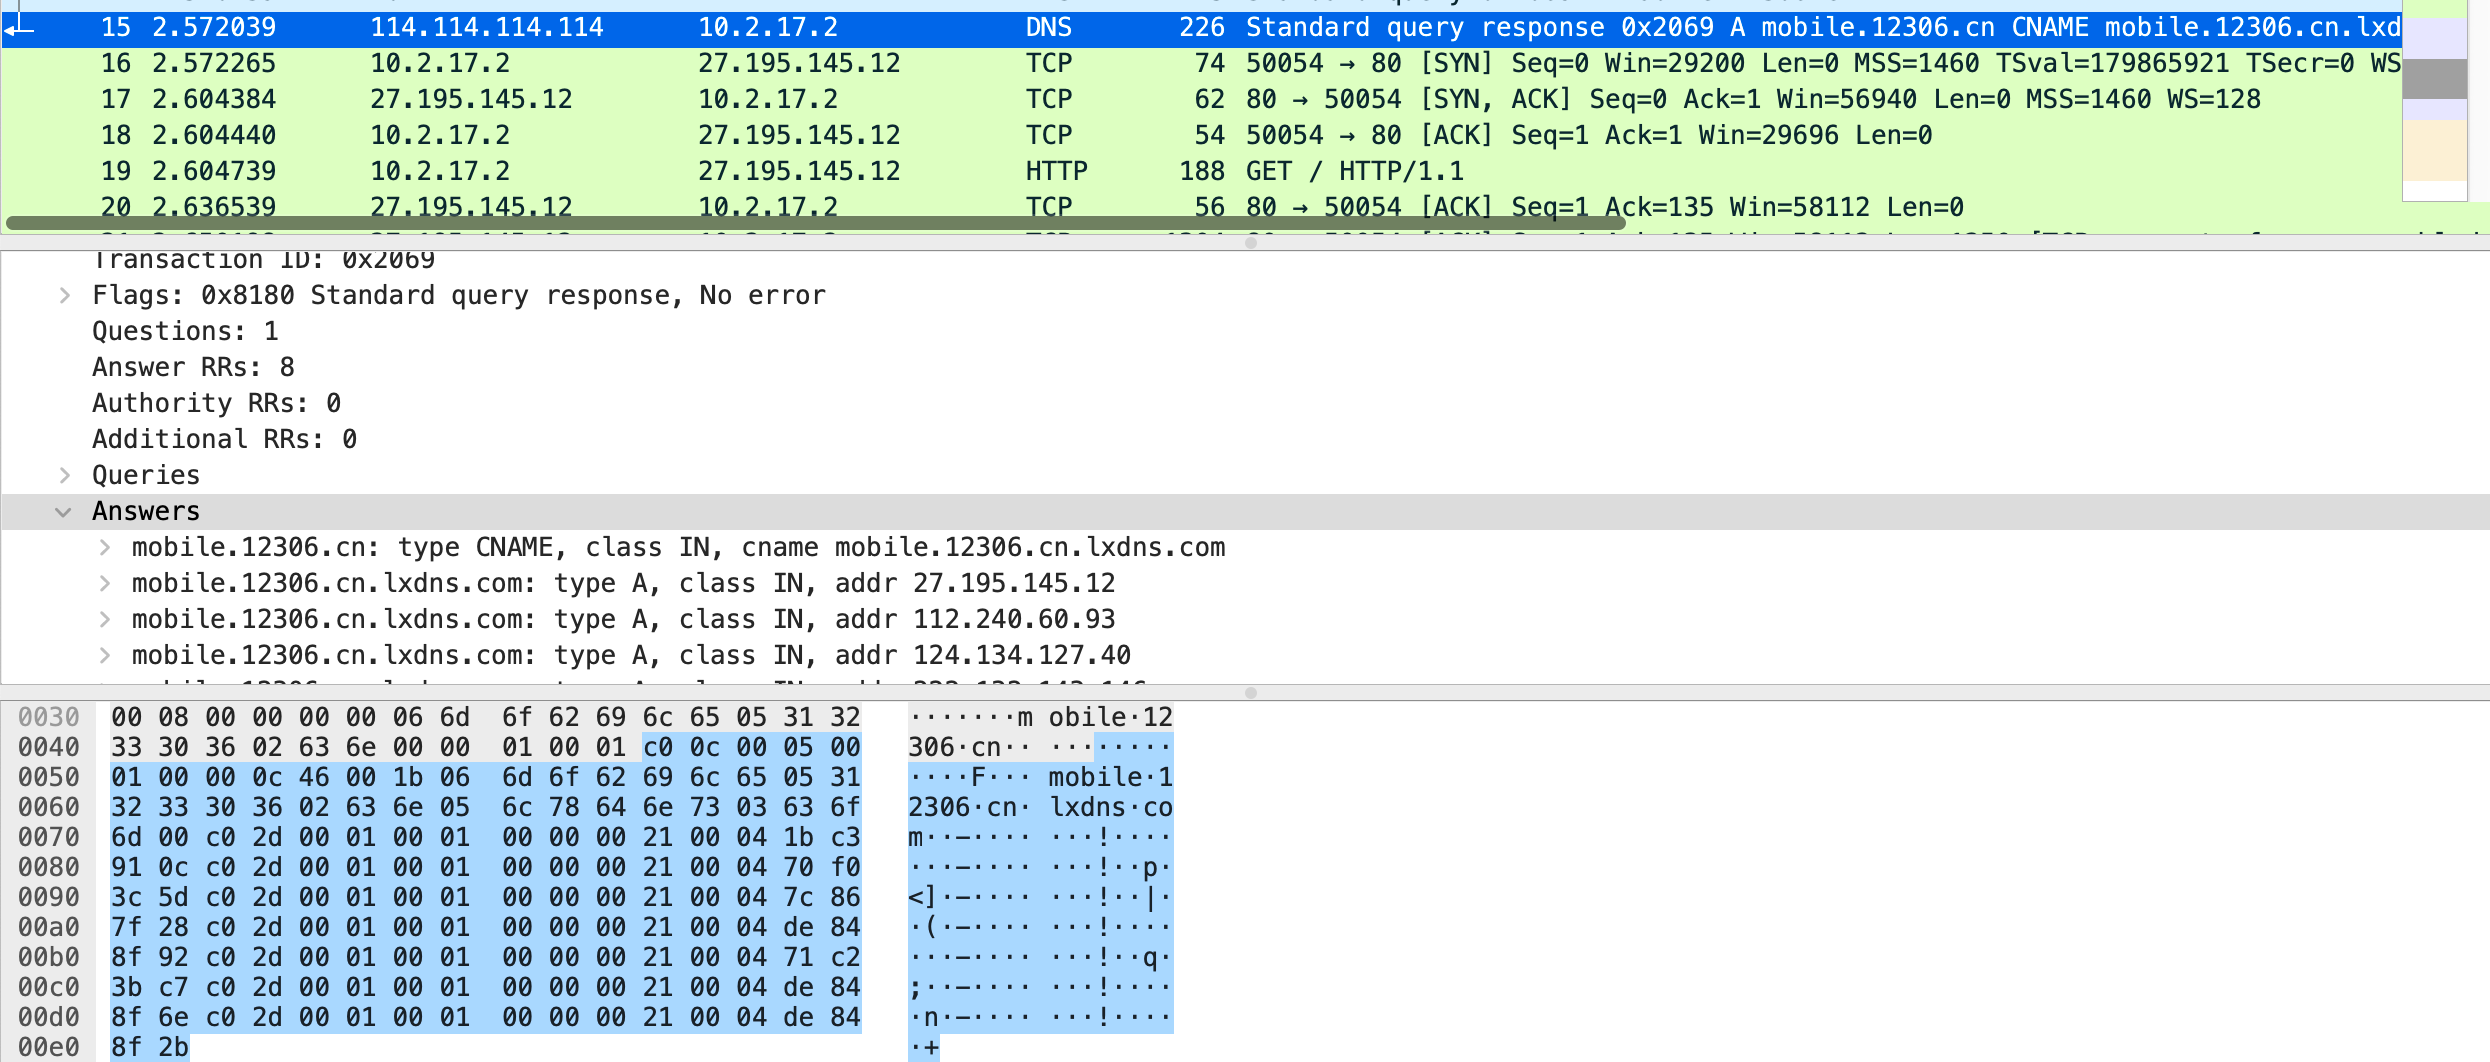 15 2.572039 114.114.114.114 10.2.17.2 DNS 226 Standard query response 0x2069 A mobile.12306.cn CNAME mobile.12306.cn.lxd
16 2.572265 10.2.17.2 27.195.145.12 TCP 74 50054 → 80 [SYN] Seq=0 Win=29200 Len=0 MSS=1460 TSval=179865921 TSecr=0 WS
17 2.604384 27.195.145.12 10.2.17.2 TCP 62 80 → 50054 [SYN, ACK] Seq=0 Ack=1 Win=56940 Len=0 MSS=1460 WS=128
18 2.604440 10.2.17.2 27.195.145.12 TCP 54 50054 → 80 [ACK] Seq=1 Ack=1 Win=29696 Len=0
19 2.604739 10.2.17.2 27.195.145.12 HTTP 188 GET / HTTP/1.1
20 2.636539 27.195.145.12 10.2.17.2 TCP 56 80 → 50054 [ACK] Seq=1 Ack=135 Win=58112 Len=0
Transaction ID: 0x2069
Flags: 0x8180 Standard query response, No error
Questions: 1
Answer RRs: 8
Authority RRs: 0
Additional RRs: 0
Queries
Answers
mobile.12306.cn: type CNAME, class IN, cname mobile.12306.cn.lxdns.com
mobile.12306.cn.lxdns.com: type A, class IN, addr 27.195.145.12
mobile.12306.cn.lxdns.com: type A, class IN, addr 112.240.60.93
mobile.12306.cn.lxdns.com: type A, class IN, addr 124.134.127.40
0030 00 08 00 00 00 00 06 6d 6f 62 69 6c 65 05 31 32 ·······m obile·12
0040 33 30 36 02 63 6e 00 00 01 00 01 c0 0c 00 05 00 306·cn·· ········
0050 01 00 00 0c 46 00 1b 06 6d 6f 62 69 6c 65 05 31 ····F··· mobile·1
0060 32 33 30 36 02 63 6e 05 6c 78 64 6e 73 03 63 6f 2306·cn· lxdns·co
0070 6d 00 c0 2d 00 01 00 01 00 00 00 21 00 04 1b c3 m··-···· ···!····
0080 91 0c c0 2d 00 01 00 01 00 00 00 21 00 04 70 f0 ···-···· ···!··p·
0090 3c 5d c0 2d 00 01 00 01 00 00 00 21 00 04 7c 86 <]·-···· ···!··|·
00a0 7f 28 c0 2d 00 01 00 01 00 00 00 21 00 04 de 84 ·(·-···· ···!····
00b0 8f 92 c0 2d 00 01 00 01 00 00 00 21 00 04 71 c2 ···-···· ···!··q·
00c0 3b c7 c0 2d 00 01 00 01 00 00 00 21 00 04 de 84 ;··-···· ···!····
00d0 8f 6e c0 2d 00 01 00 01 00 00 00 21 00 04 de 84 ·n·-···· ···!····
00e0 8f 2b ·+